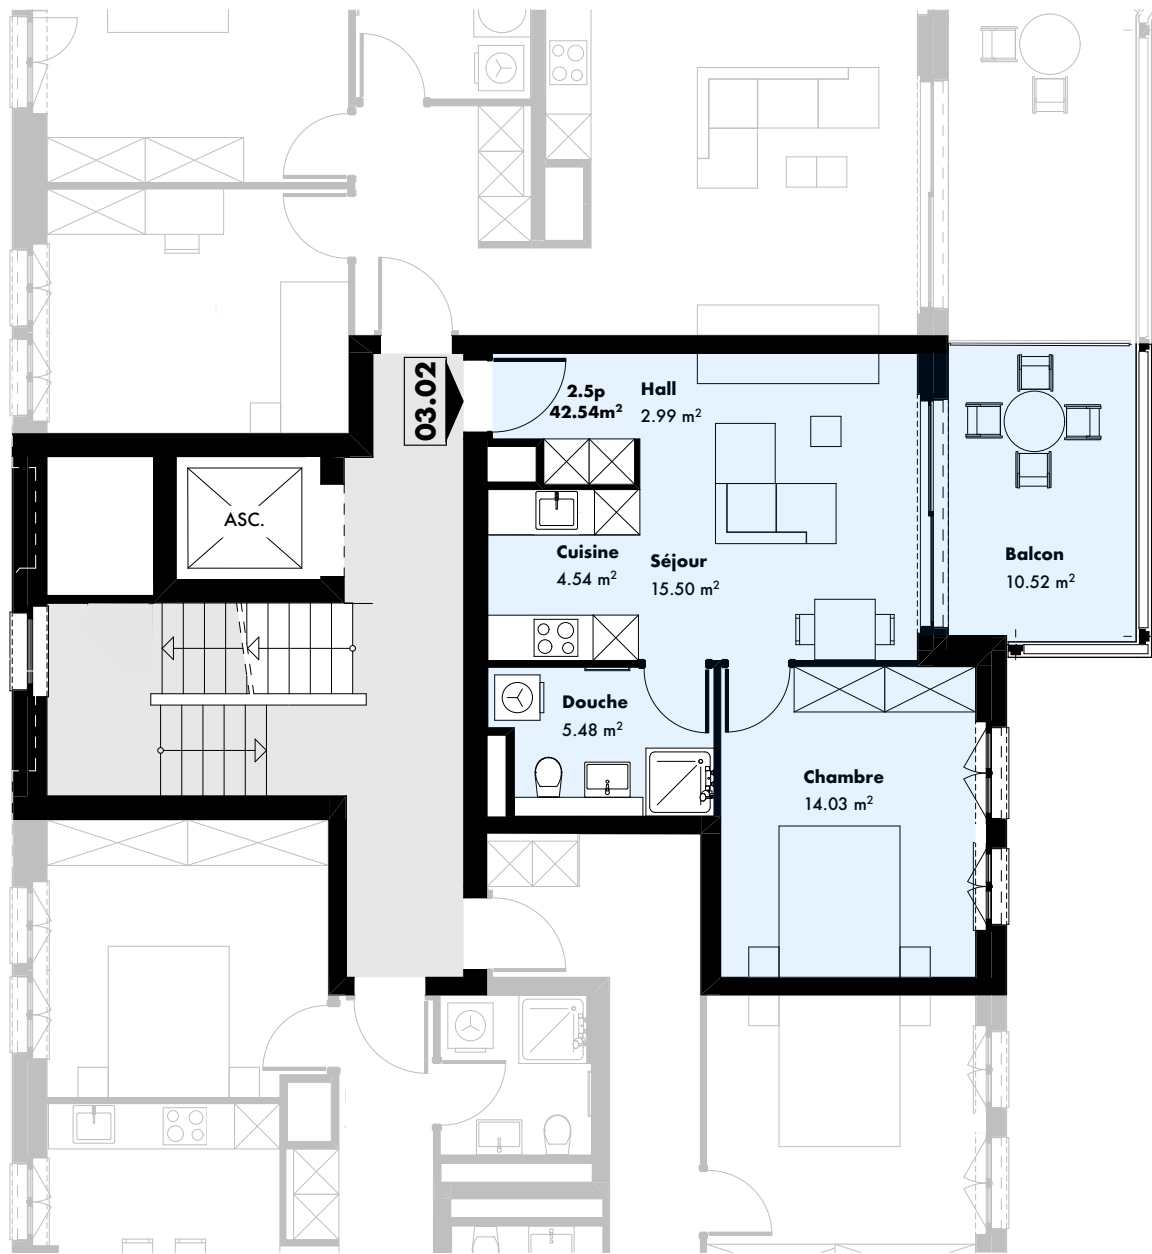 03.02
2.5p
42.54m²
Hall
2.99 m²
ASC.
Cuisine
4.54 m²
Séjour
15.50 m²
Balcon
10.52 m²
Douche
5.48 m²
Chambre
14.03 m²